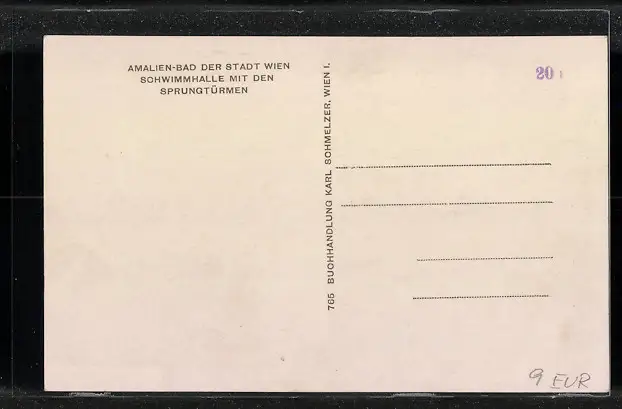 AMALIEN-BAD DER STADT WIEN
SCHWIMMHALLE MIT DEN
SPRUNGTÜRMEN
765 BUCHHANDLUNG KARL SCHMELZER, WIEN I.
20
9 EUR